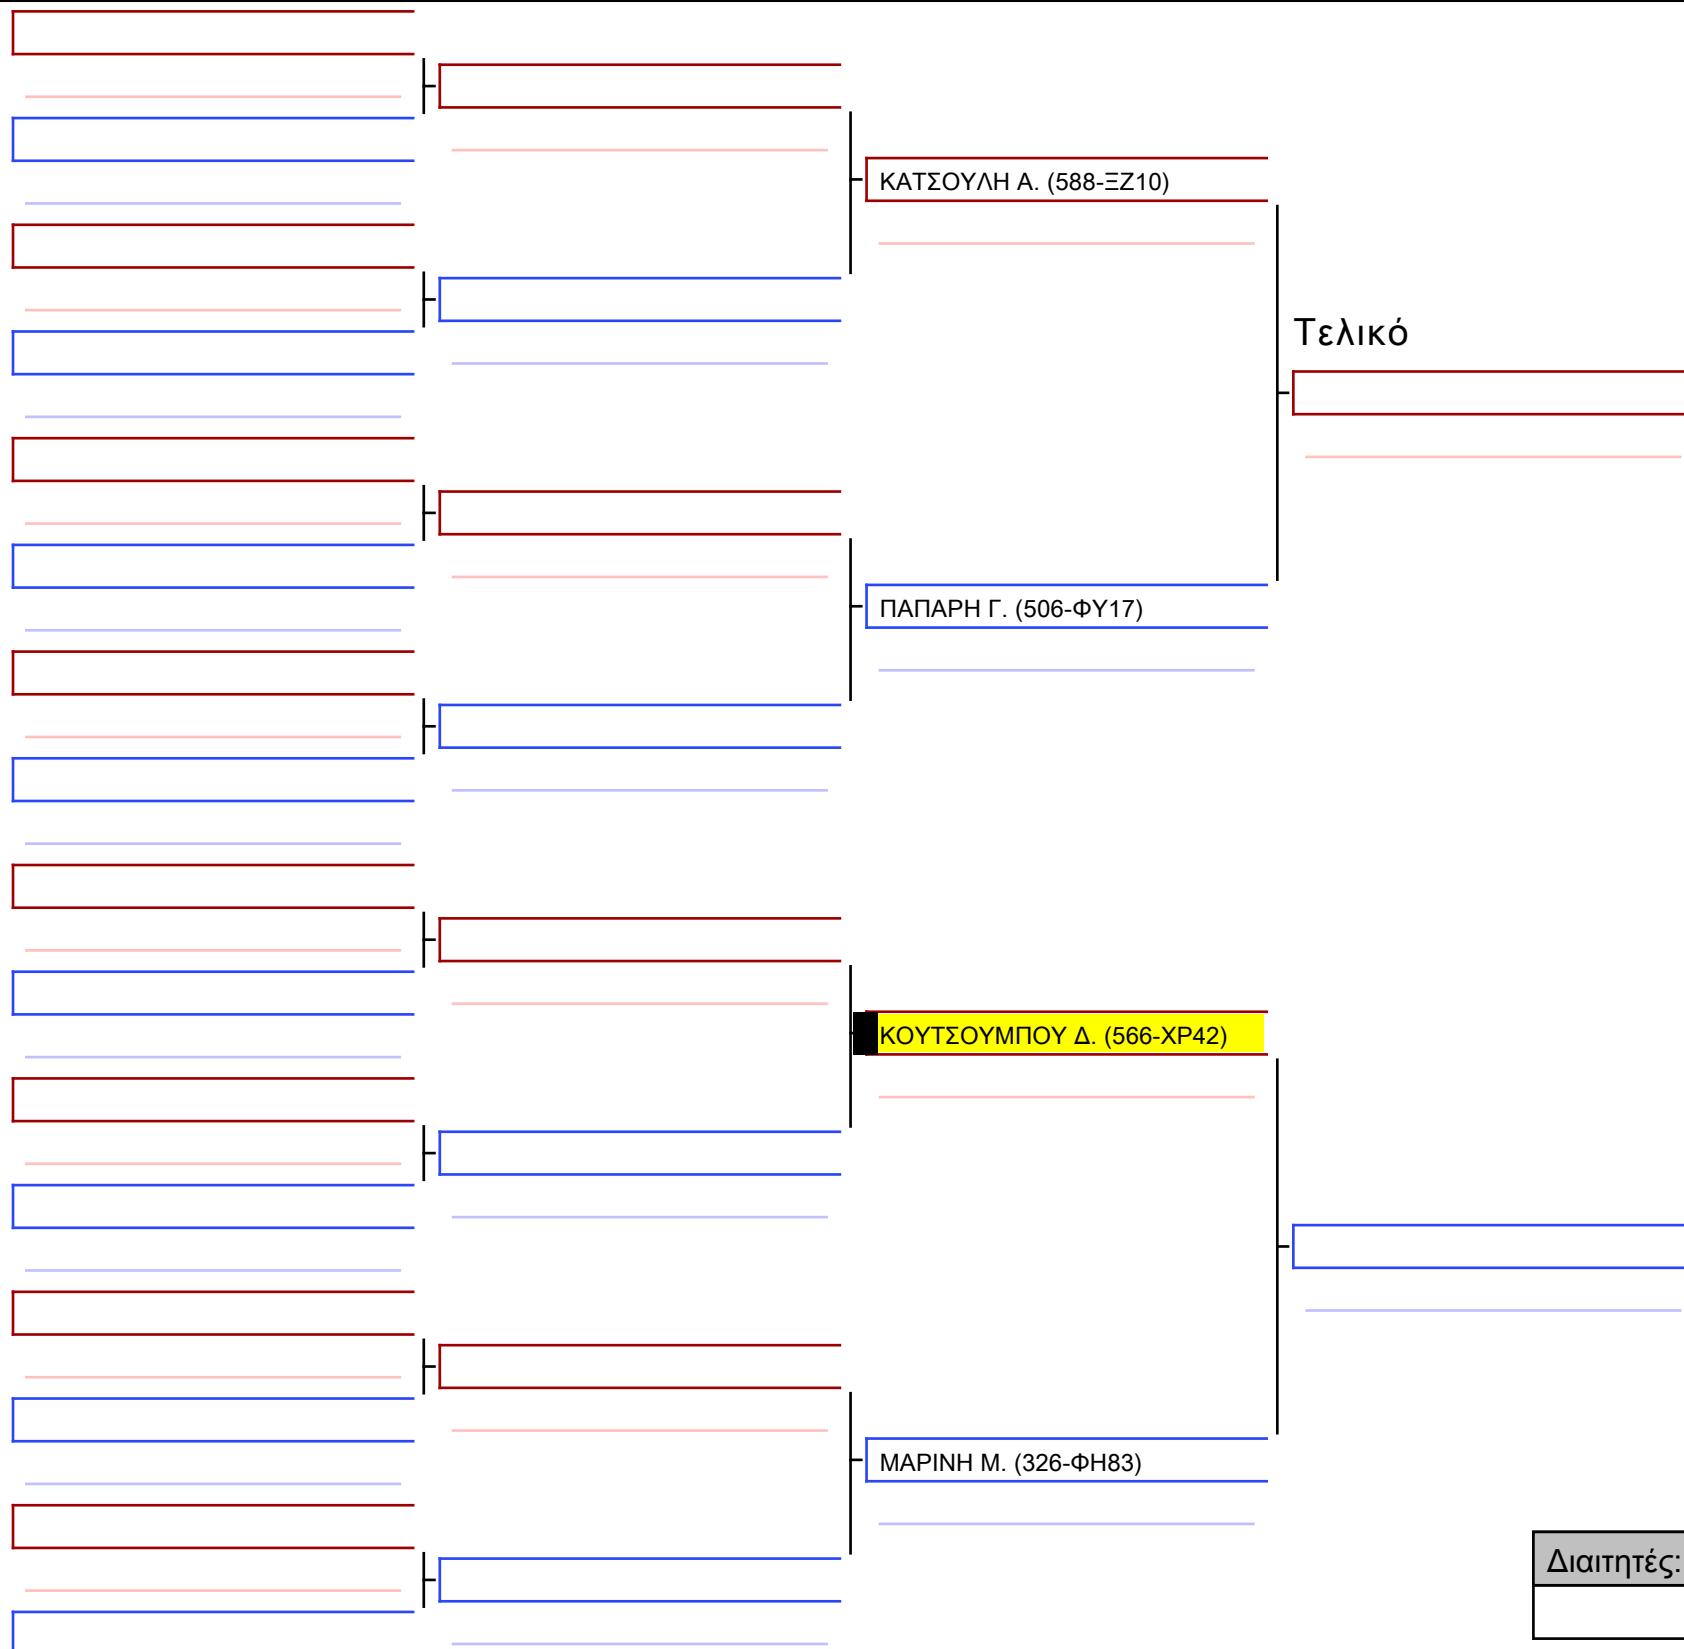 ΚΑΤΣΟΥΛΗ Α. (588-ΞΖ10)
Τελικό
ΠΑΠΑΡΗ Γ. (506-ΦΥ17)
ΚΟΥΤΣΟΥΜΠΟΥ Δ. (566-ΧΡ42)
ΜΑΡΙΝΗ Μ. (326-ΦΗ83)
Διαιτητές: